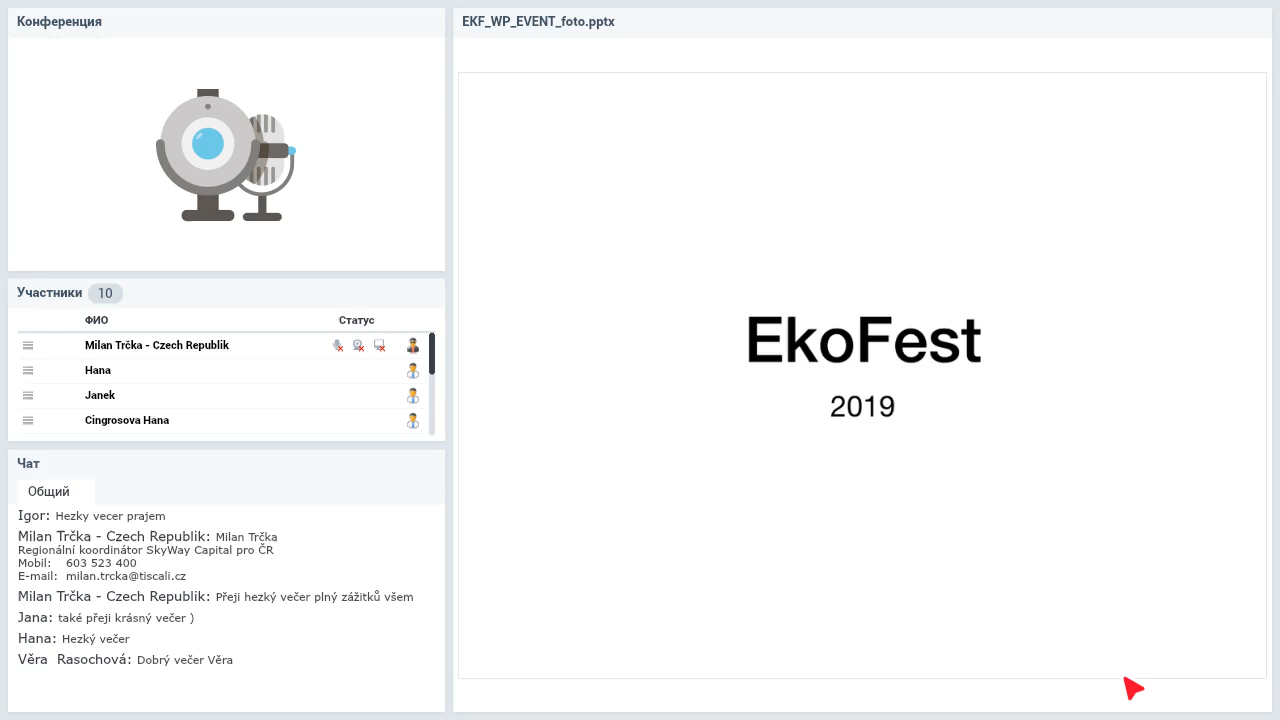 Конференция
EKF_WP_EVENT_foto.pptx
EkoFest
2019
Участники 10
ФИО Статус
Milan Trčka - Czech Republik
Hana
Janek
Cingrosova Hana
Чат
Общий
Igor: Hezky vecer prajem
Milan Trčka - Czech Republik: Milan Trčka
Regionální koordinátor SkyWay Capital pro ČR
Mobil: 603 523 400
E-mail: milan.trcka@tiscali.cz
Milan Trčka - Czech Republik: Přeji hezký večer plný zážitků všem
Jana: také přeji krásný večer )
Hana: Hezký večer
Věra Rasochová: Dobrý večer Věra